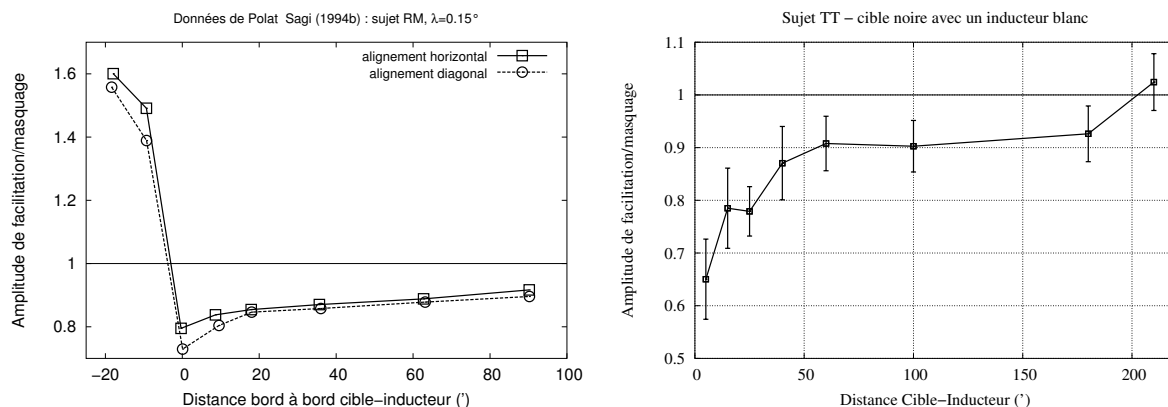 Données de Polat Sagi (1994b) : sujet RM, λ=0.15°
alignement horizontal
alignement diagonal
Amplitude de facilitation/masquage
1.6
1.4
1.2
1
0.8
−20 0 20 40 60 80 100
Distance bord à bord cible−inducteur (')
Sujet TT − cible noire avec un inducteur blanc
Amplitude de facilitation/masquage
1.1
1
0.9
0.8
0.7
0.6
0.5
0 50 100 150 200
Distance Cible−Inducteur (')